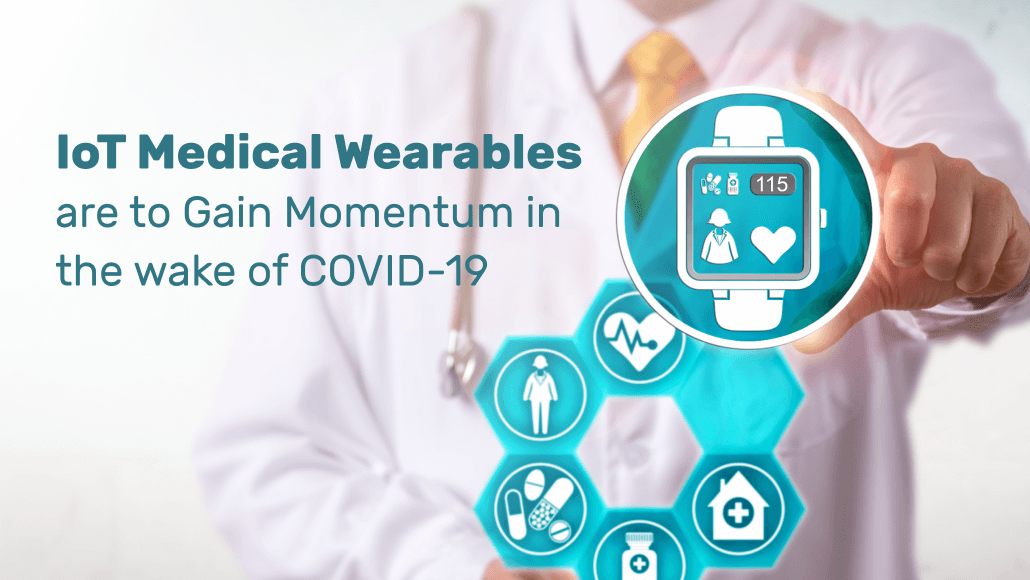 IoT Medical Wearables
are to Gain Momentum in
the wake of COVID-19
115